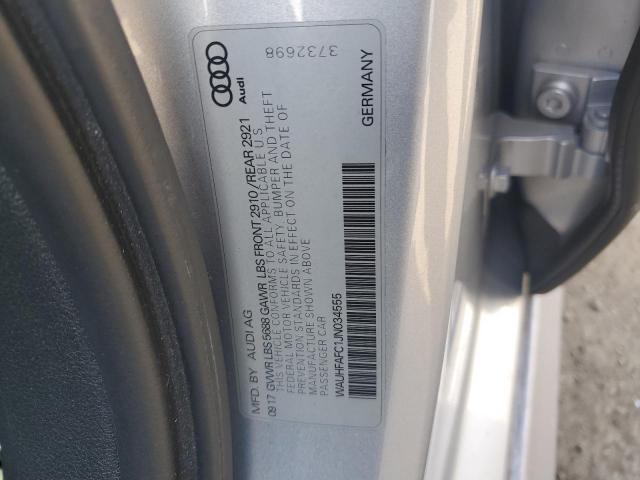 MFD. BY AUDI AG
09 17 GVWR LBS 5688 GAWR LBS FRONT 2910 /REAR 2921
THIS VEHICLE CONFORMS TO ALL APPLICABLE U.S.
FEDERAL MOTOR VEHICLE SAFETY, BUMPER AND THEFT
PREVENTION STANDARDS IN EFFECT ON THE DATE OF
MANUFACTURE SHOWN ABOVE
PASSENGER CAR
WAUHFAFC1JN034555
Audi
GERMANY
3732698